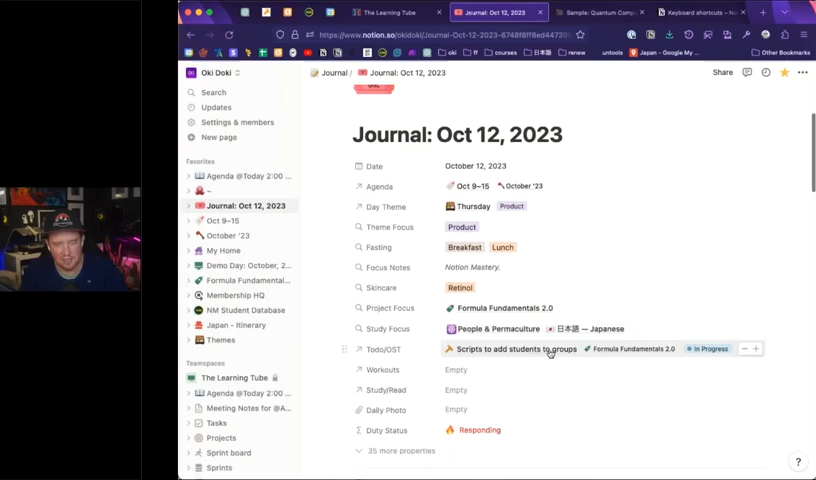 The Learning Tube
Journal: Oct 12, 2023
Sample: Quantum Comp
Keyboard shortcuts – No
https://www.notion.so/okidoki/Journal-Oct-12-2023-6748f6ff8ed44739
oki
ff
courses
日本語
renew
untools
Japan - Google My ...
Other Bookmarks
Oki Doki
Journal / Journal: Oct 12, 2023
Share
Search
Updates
Settings & members
New page
Favorites
Agenda @Today 2:00 ...
~
Journal: Oct 12, 2023
Oct 9–15
October '23
My Home
Demo Day: October, 2...
Formula Fundamental...
Membership HQ
NM Student Database
Japan - Itinerary
Themes
Teamspaces
The Learning Tube
Agenda @Today 2:00 ...
Meeting Notes for @A...
Tasks
Projects
Sprint board
Sprints
Journal: Oct 12, 2023
Date October 12, 2023
Agenda Oct 9–15 October '23
Day Theme Thursday Product
Theme Focus Product
Fasting Breakfast Lunch
Focus Notes Notion Mastery.
Skincare Retinol
Project Focus Formula Fundamentals 2.0
Study Focus People & Permaculture 日本語 — Japanese
Todo/OST Scripts to add students to groups Formula Fundamentals 2.0 In Progress
Workouts Empty
Study/Read Empty
Daily Photo Empty
Duty Status Responding
35 more properties
?